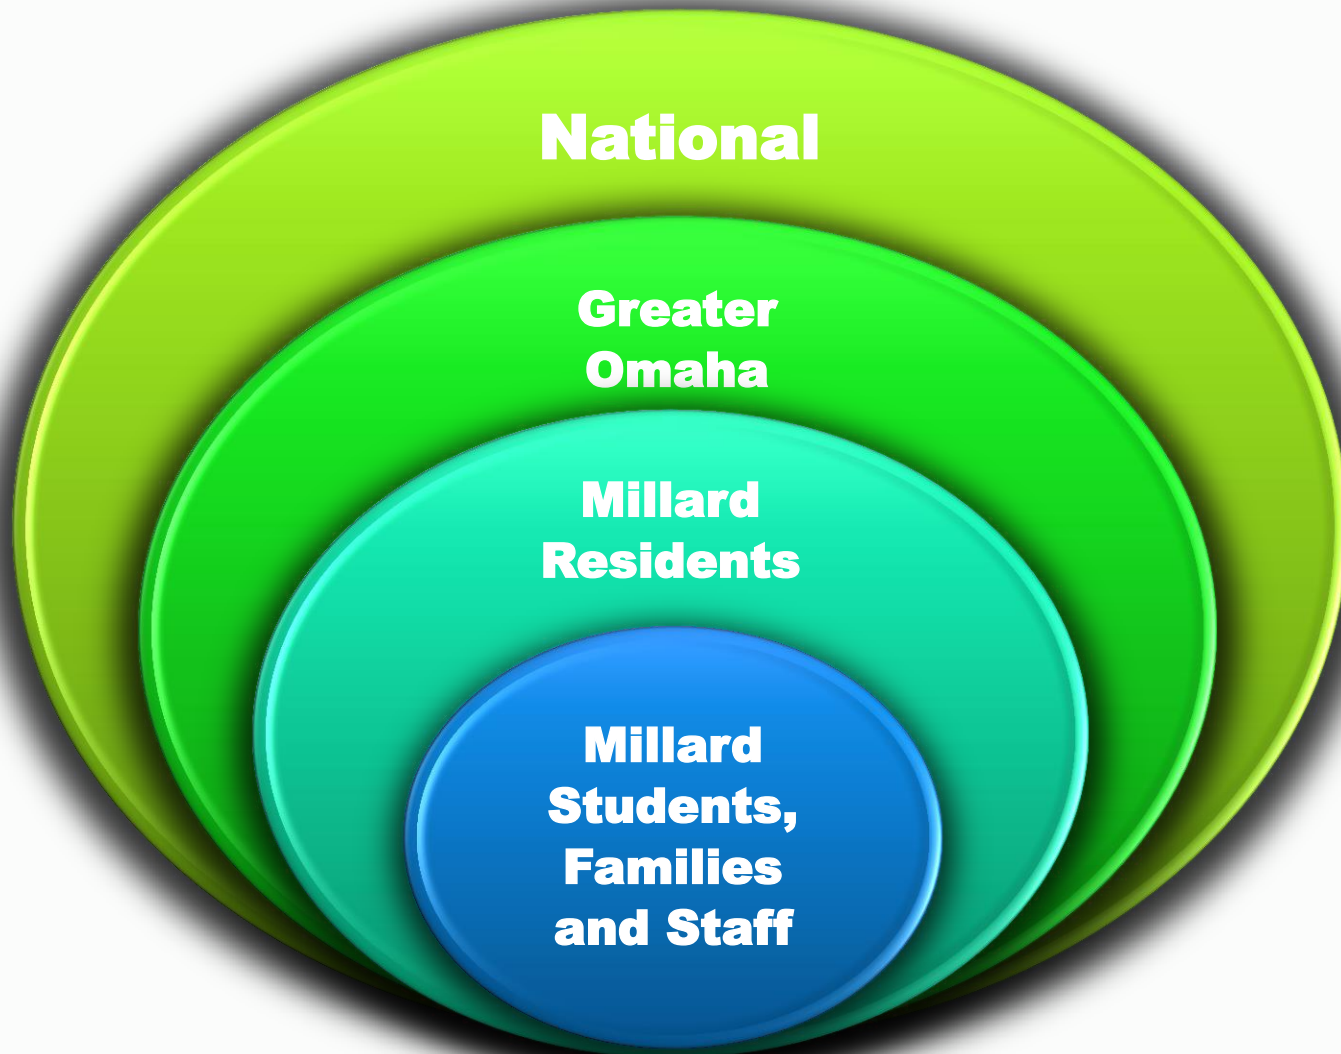 National
Greater
Omaha
Millard
Residents
Millard
Students,
Families
and Staff